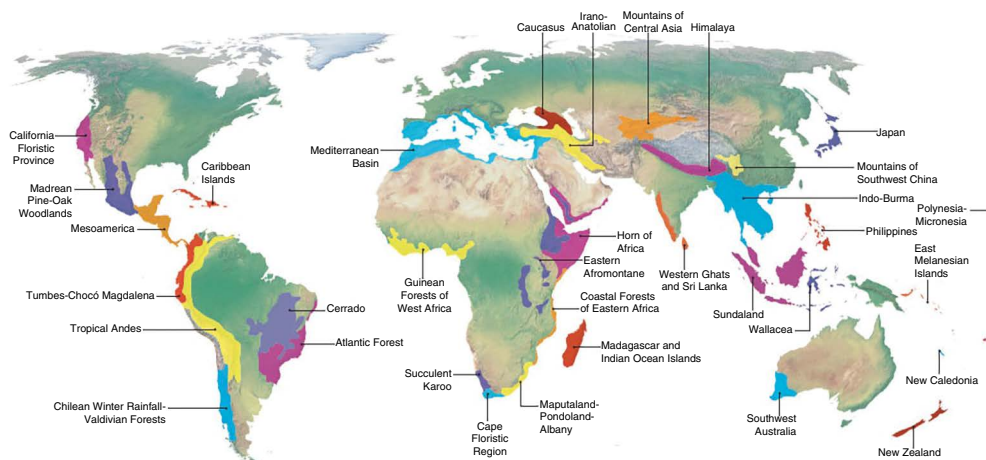 Caucasus
Irano-
Anatolian
Mountains of
Central Asia
Himalaya
California
Floristic
Province
Madrean
Pine-Oak
Woodlands
Mesoamerica
Caribbean
Islands
Mediterranean
Basin
Japan
Mountains of
Southwest China
Indo-Burma
Polynesia-
Micronesia
Philippines
East
Melanesian
Islands
Horn of
Africa
Eastern
Afromontane
Western Ghats
and Sri Lanka
Guinean
Forests of
West Africa
Coastal Forests
of Eastern Africa
Sundaland
Wallacea
Tumbes-Chocó Magdalena
Cerrado
Tropical Andes
Atlantic Forest
Madagascar and
Indian Ocean Islands
Succulent
Karoo
New Caledonia
Chilean Winter Rainfall-
Valdivian Forests
Maputaland-
Pondoland-
Albany
Cape
Floristic
Region
Southwest
Australia
New Zealand